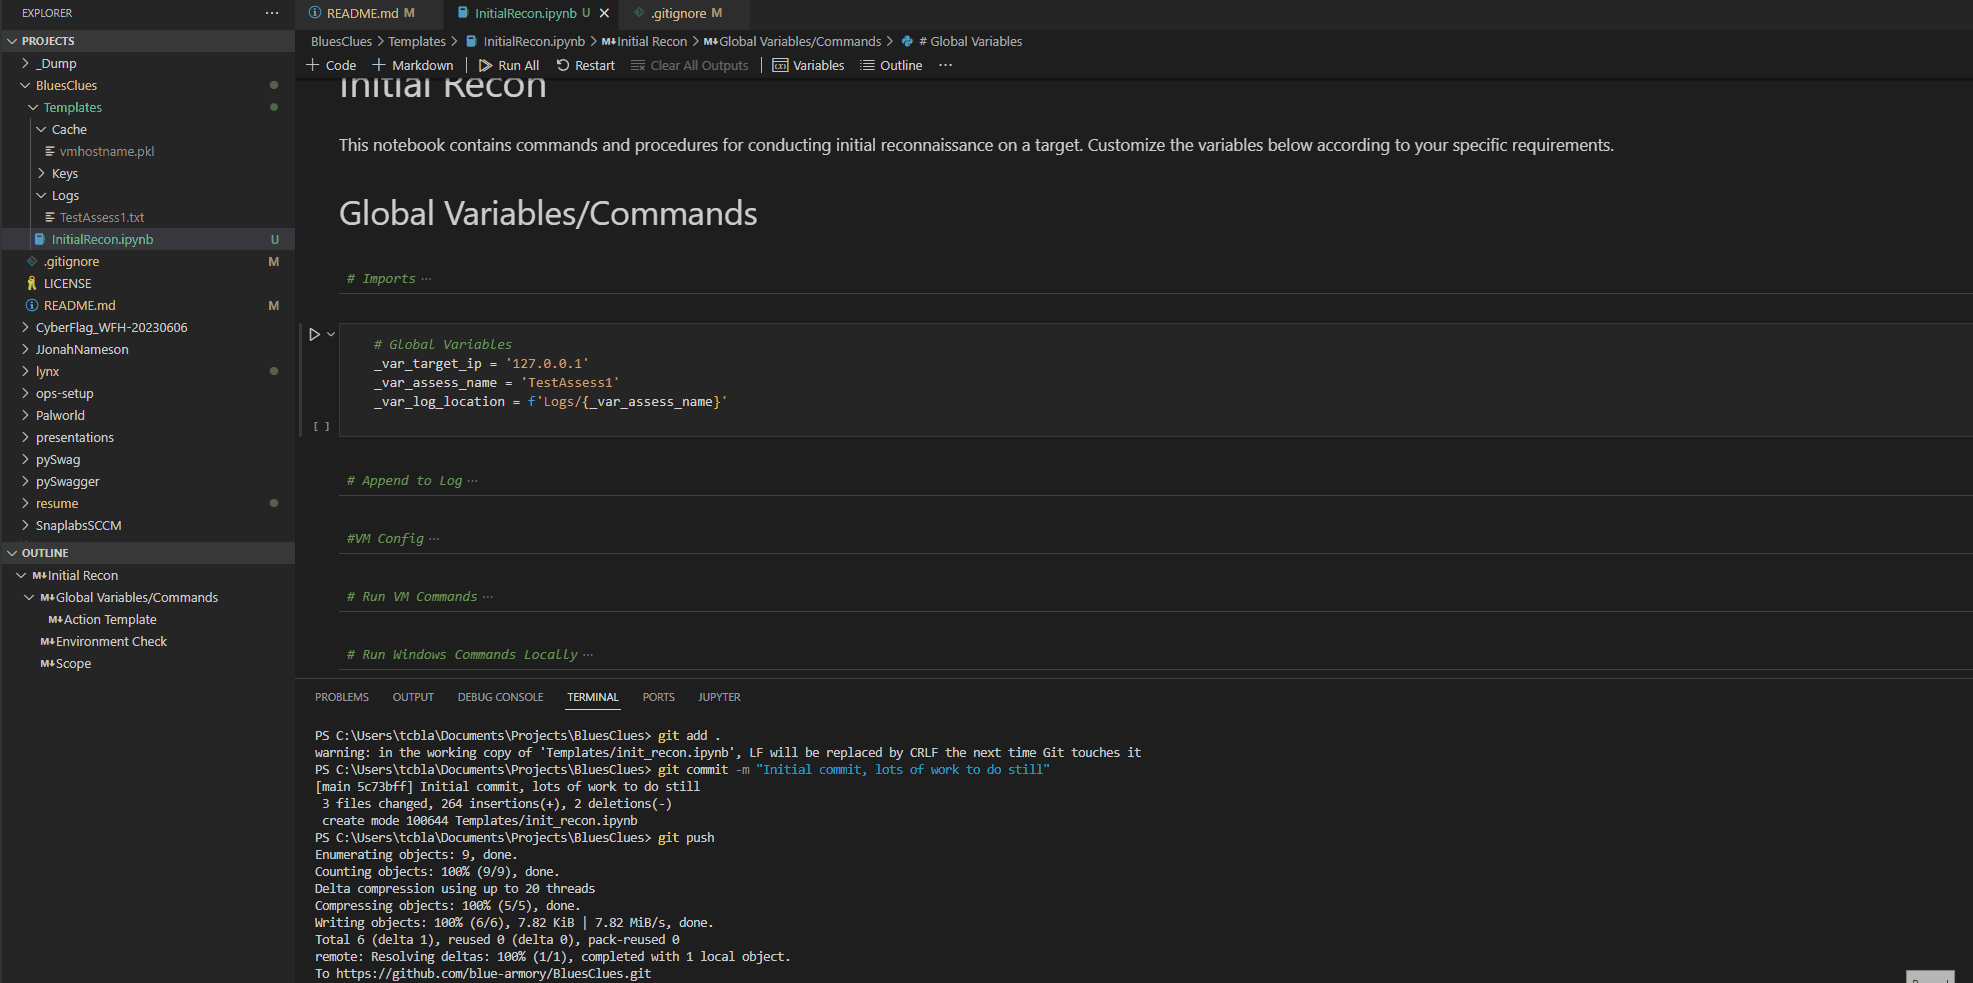 EXPLORER
PROJECTS
_Dump
BluesClues
Templates
Cache
vmhostname.pkl
Keys
Logs
TestAssess1.txt
InitialRecon.ipynb U
.gitignore M
LICENSE
README.md M
CyberFlag_WFH-20230606
JJonahNameson
lynx
ops-setup
Palworld
presentations
pySwag
pySwagger
resume
SnaplabsSCCM
OUTLINE
Initial Recon
Global Variables/Commands
Action Template
Environment Check
Scope
README.md M InitialRecon.ipynb U .gitignore M
BluesClues > Templates > InitialRecon.ipynb > M↓Initial Recon > M↓Global Variables/Commands > # Global Variables
+ Code + Markdown | Run All Restart Clear All Outputs | Variables Outline ...
Initial Recon
This notebook contains commands and procedures for conducting initial reconnaissance on a target. Customize the variables below according to your specific requirements.
Global Variables/Commands
# Imports ...
# Global Variables
_var_target_ip = '127.0.0.1'
_var_assess_name = 'TestAssess1'
_var_log_location = f'Logs/{_var_assess_name}'
[ ]
# Append to Log ...
#VM Config ...
# Run VM Commands ...
# Run Windows Commands Locally ...
PROBLEMS OUTPUT DEBUG CONSOLE TERMINAL PORTS JUPYTER
PS C:\Users\tcbla\Documents\Projects\BluesClues> git add .
warning: in the working copy of 'Templates/init_recon.ipynb', LF will be replaced by CRLF the next time Git touches it
PS C:\Users\tcbla\Documents\Projects\BluesClues> git commit -m "Initial commit, lots of work to do still"
[main 5c73bff] Initial commit, lots of work to do still
3 files changed, 264 insertions(+), 2 deletions(-)
create mode 100644 Templates/init_recon.ipynb
PS C:\Users\tcbla\Documents\Projects\BluesClues> git push
Enumerating objects: 9, done.
Counting objects: 100% (9/9), done.
Delta compression using up to 20 threads
Compressing objects: 100% (5/5), done.
Writing objects: 100% (6/6), 7.82 KiB | 7.82 MiB/s, done.
Total 6 (delta 1), reused 0 (delta 0), pack-reused 0
remote: Resolving deltas: 100% (1/1), completed with 1 local object.
To https://github.com/blue-armory/BluesClues.git